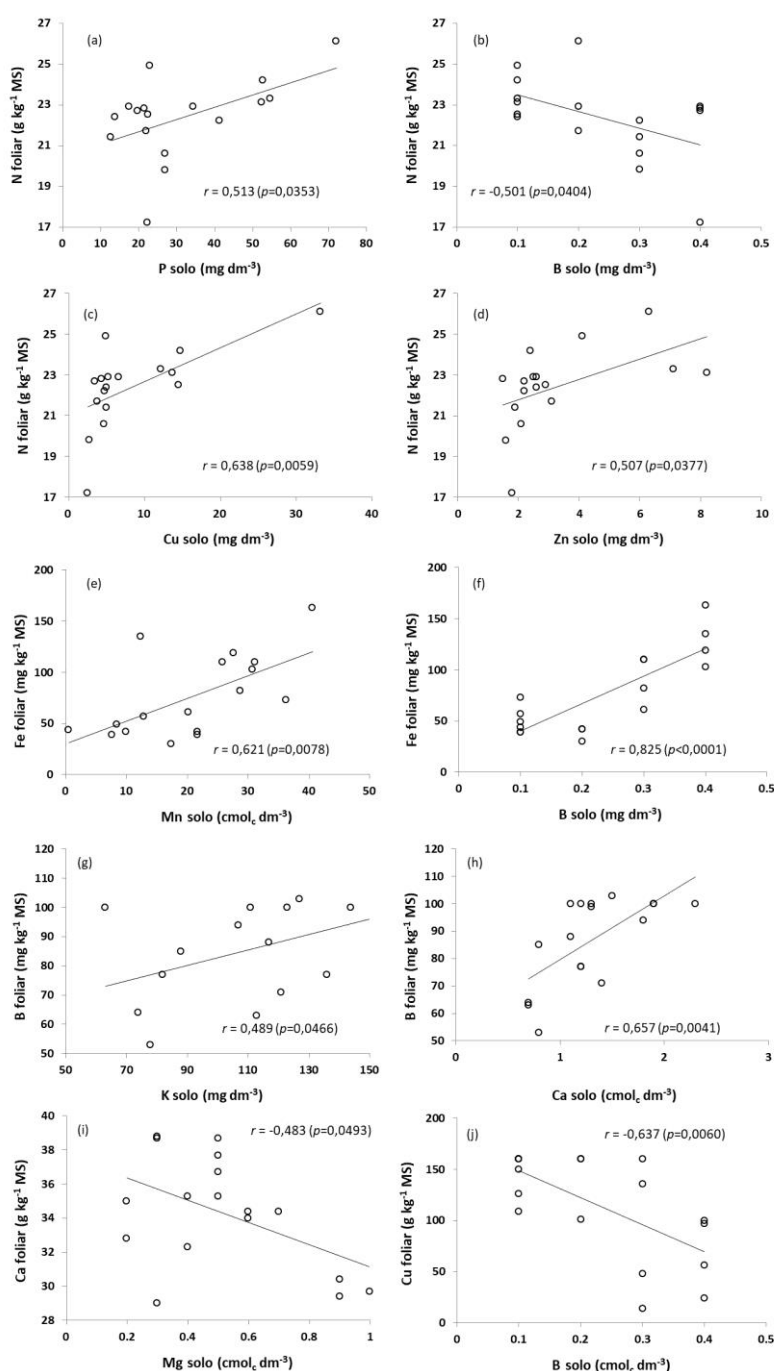 (a)
N foliar (g kg⁻¹ MS)
27
25
23
21
19
17
0 10 20 30 40 50 60 70 80
r = 0,513 (p=0,0353)
P solo (mg dm⁻³)
(b)
N foliar (g kg⁻¹ MS)
27
25
23
21
19
17
0 0.1 0.2 0.3 0.4 0.5
r = -0,501 (p=0,0404)
B solo (mg dm⁻³)
(c)
N foliar (g kg⁻¹ MS)
27
25
23
21
19
17
0 10 20 30 40
r = 0,638 (p=0,0059)
Cu solo (mg dm⁻³)
(d)
N foliar (g kg⁻¹ MS)
27
25
23
21
19
17
0 2 4 6 8 10
r = 0,507 (p=0,0377)
Zn solo (mg dm⁻³)
(e)
Fe foliar (mg kg⁻¹ MS)
200
150
100
50
0
0 10 20 30 40 50
r = 0,621 (p=0,0078)
Mn solo (cmolc dm⁻³)
(f)
Fe foliar (mg kg⁻¹ MS)
200
150
100
50
0
0 0.1 0.2 0.3 0.4 0.5
r = 0,825 (p<0,0001)
B solo (mg dm⁻³)
(g)
B foliar (mg kg⁻¹ MS)
120
110
100
90
80
70
60
50
50 70 90 110 130 150
r = 0,489 (p=0,0466)
K solo (mg dm⁻³)
(h)
B foliar (mg kg⁻¹ MS)
120
110
100
90
80
70
60
50
0 1 2 3
r = 0,657 (p=0,0041)
Ca solo (cmolc dm⁻³)
(i)
Ca foliar (g kg⁻¹ MS)
40
38
36
34
32
30
28
0 0.2 0.4 0.6 0.8 1
r = -0,483 (p=0,0493)
Mg solo (cmolc dm⁻³)
(j)
Cu foliar (g kg⁻¹ MS)
200
150
100
50
0
0 0.1 0.2 0.3 0.4 0.5
r = -0,637 (p=0,0060)
B solo (cmolc dm⁻³)